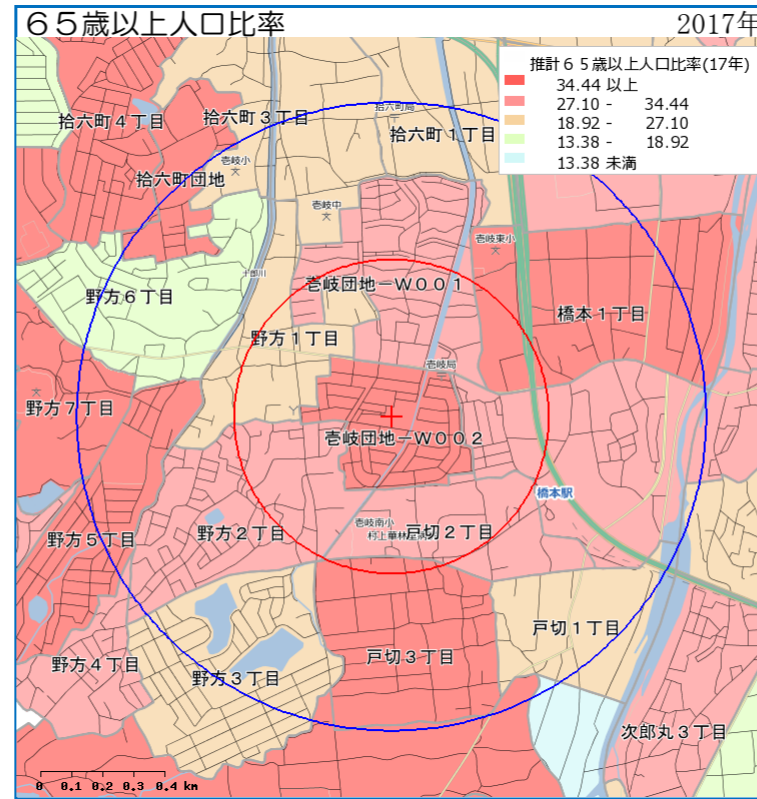 65歳以上人口比率
2017年
推計65歳以上人口比率(17年)
34.44 以上
27.10 - 34.44
18.92 - 27.10
13.38 - 18.92
13.38 未満
拾六町4丁目
拾六町3丁目
拾六町局
拾六町1丁目
壱岐小
拾六町団地
壱岐中
壱岐東小
十郎川
壱岐団地-W001
野方6丁目
橋本1丁目
野方1丁目
壱岐局
野方7丁目
壱岐団地-W002
橋本駅
壱岐南小
野方2丁目
戸切2丁目
野方5丁目
戸切1丁目
戸切3丁目
野方4丁目
野方3丁目
次郎丸3丁目
0 0.1 0.2 0.3 0.4 km